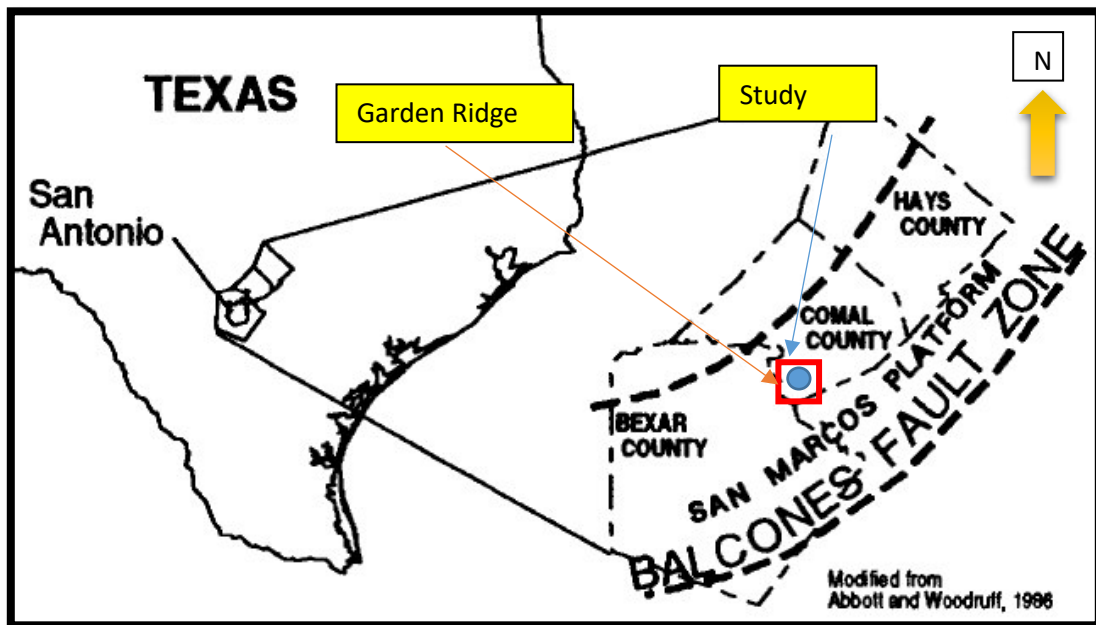 TEXAS
Garden Ridge
Study
N
San
Antonio
HAYS
COUNTY
COMAL
COUNTY
BEXAR
COUNTY
SAN MARCOS PLATFORM
BALCONES FAULT ZONE
Modified from
Abbott and Woodruff, 1986